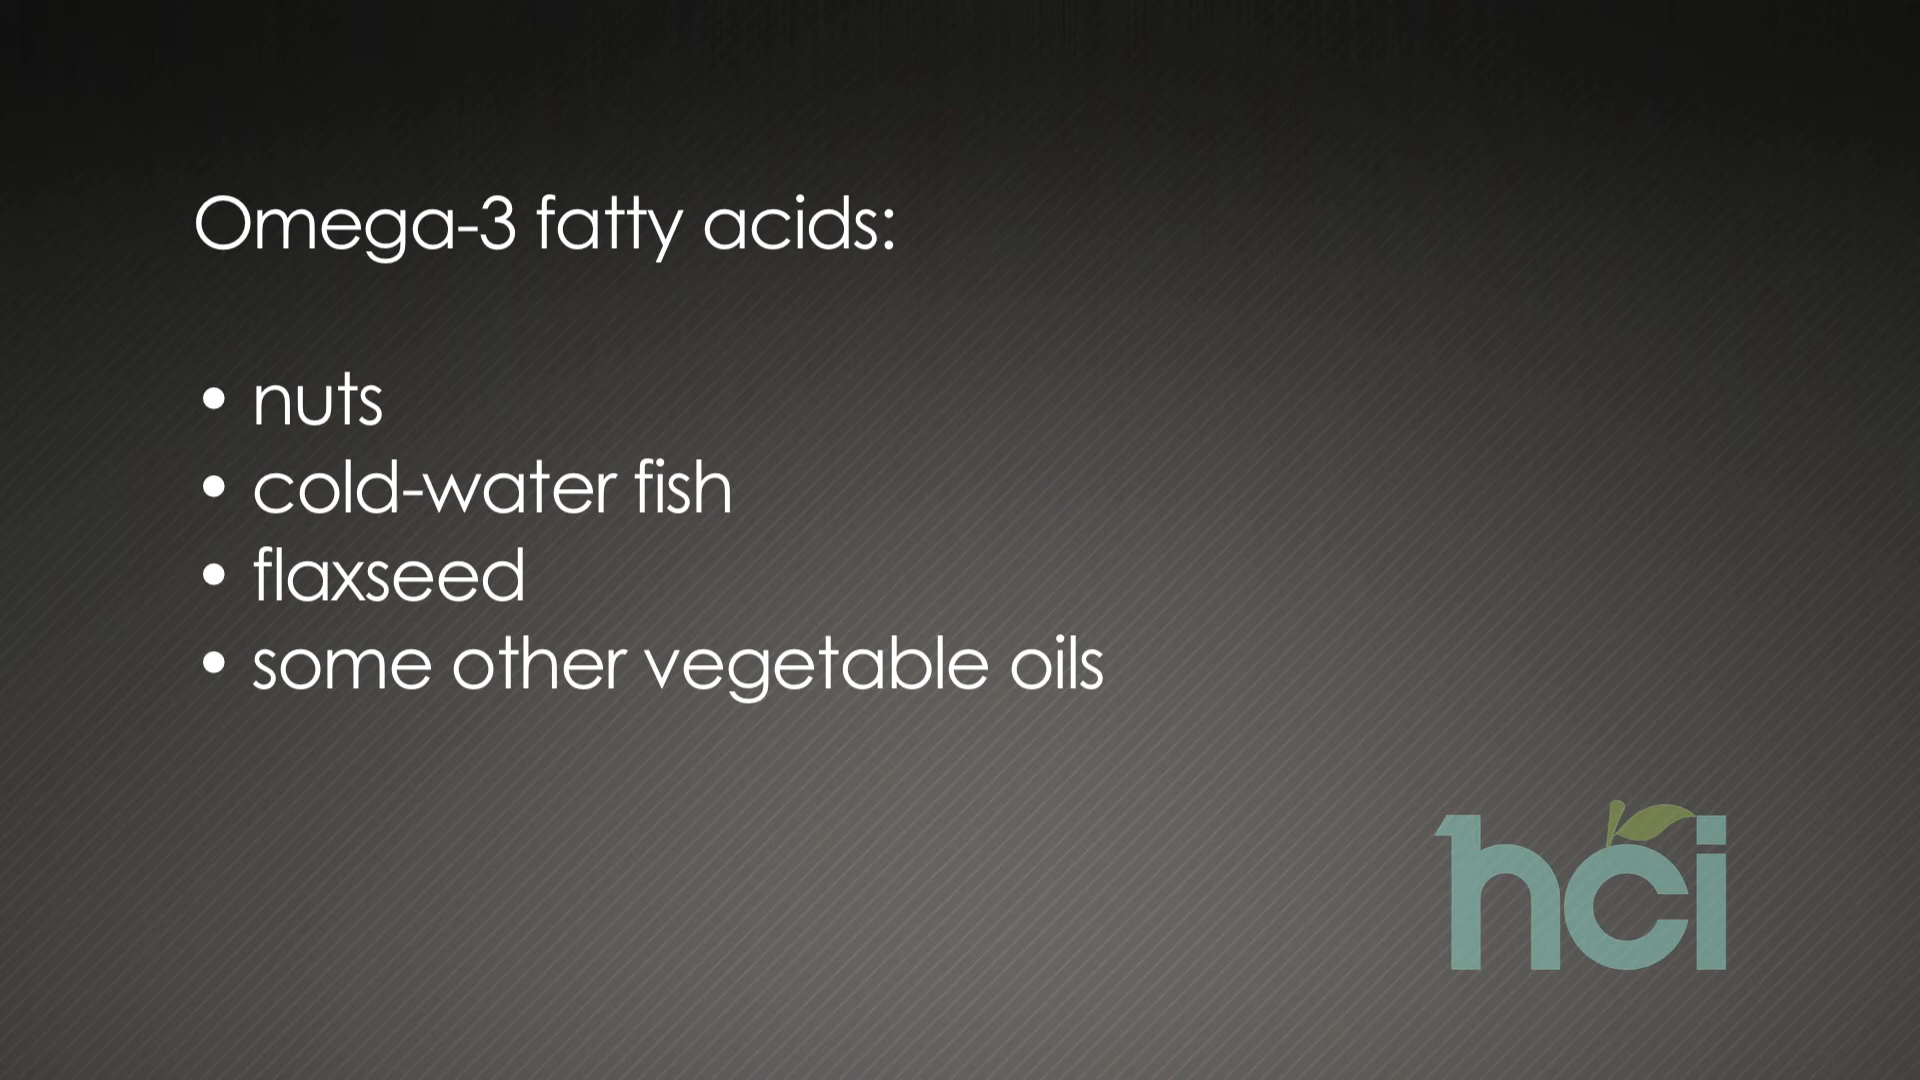 Omega-3 fatty acids:
• nuts
• cold-water fish
• flaxseed
• some other vegetable oils
hci